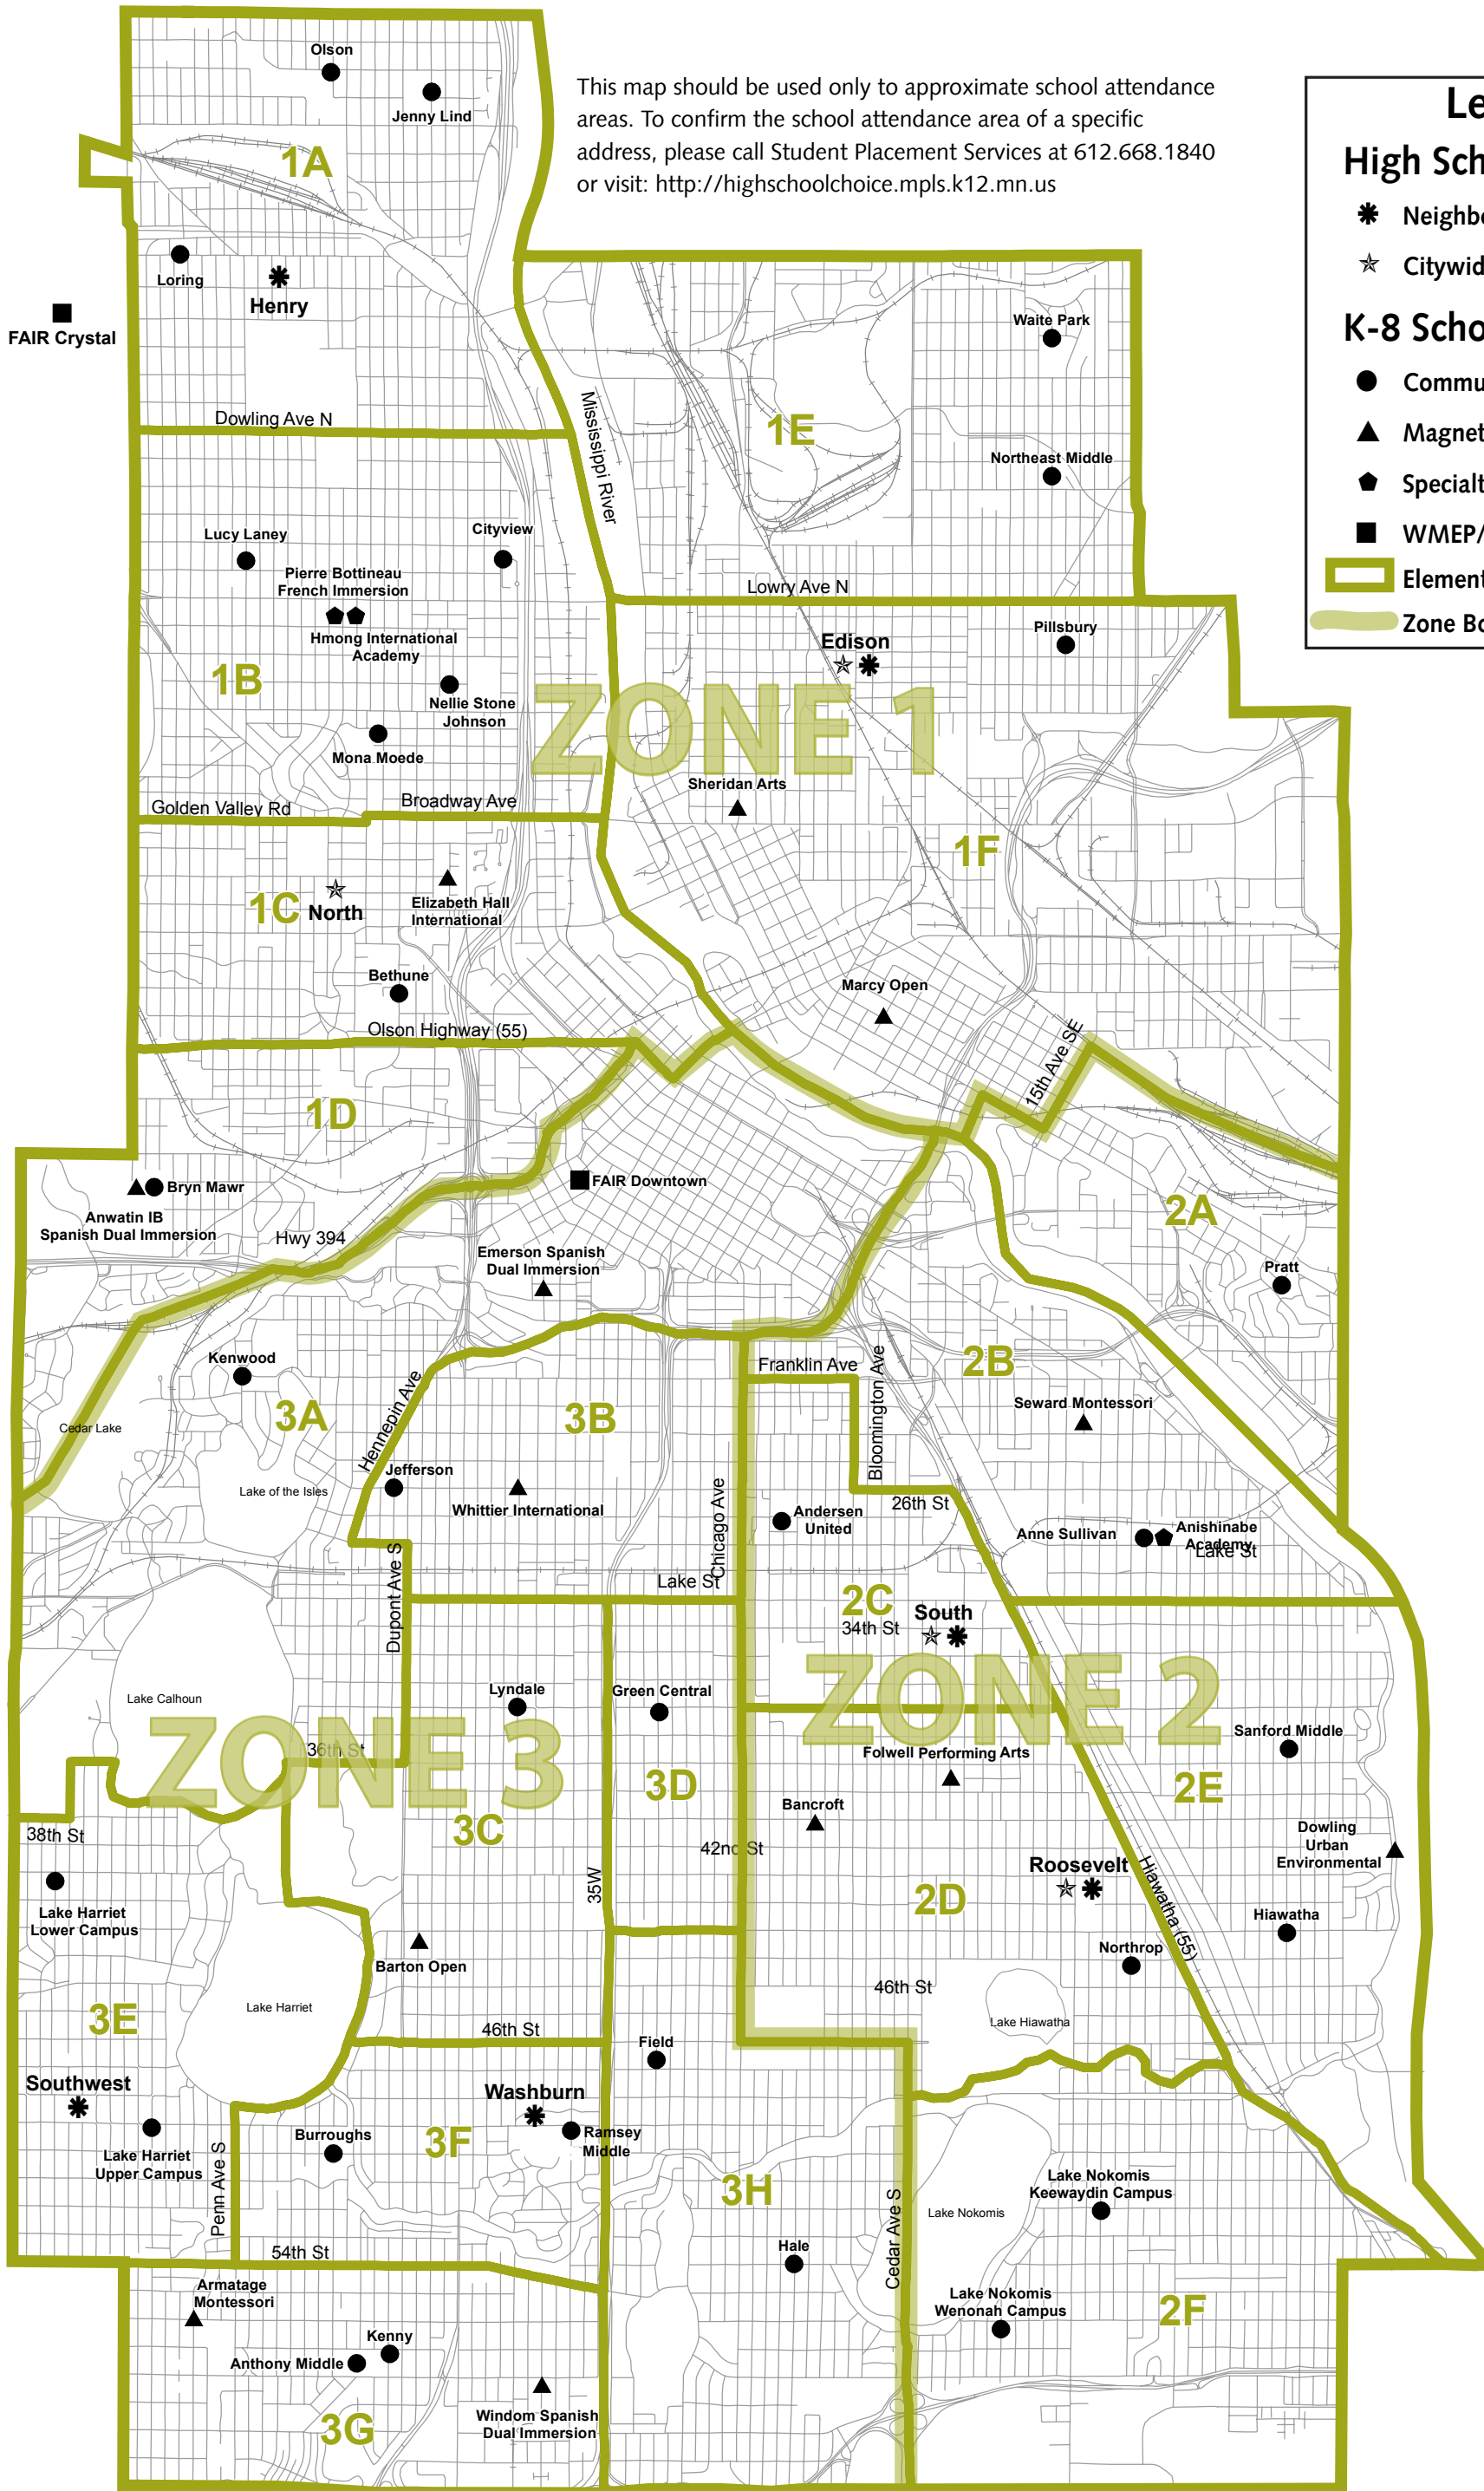 This map should be used only to approximate school attendance
areas. To confirm the school attendance area of a specific
address, please call Student Placement Services at 612.668.1840
or visit: http://highschoolchoice.mpls.k12.mn.us
Le
High Sch
Neighb
Citywid
K-8 Scho
Commu
Magnet
Specialt
WMEP/
Element
Zone Bo
Olson
Jenny Lind
1A
Loring
Henry
FAIR Crystal
Waite Park
Dowling Ave N
Mississippi River
1E
Northeast Middle
Lucy Laney
Cityview
Pierre Bottineau
French Immersion
Hmong International
Academy
Lowry Ave N
Edison
Pillsbury
1B
Nellie Stone
Johnson
ZONE 1
Mona Moede
Sheridan Arts
Golden Valley Rd
Broadway Ave
1F
1C
North
Elizabeth Hall
International
Bethune
Marcy Open
Olson Highway (55)
15th Ave SE
1D
Bryn Mawr
Anwatin IB
Spanish Dual Immersion
FAIR Downtown
2A
Hwy 394
Emerson Spanish
Dual Immersion
Pratt
Kenwood
Franklin Ave
Bloomington Ave
2B
Cedar Lake
3A
Hennepin Ave
3B
Seward Montessori
Jefferson
Lake of the Isles
Whittier International
Chicago Ave
26th St
Andersen
United
Anne Sullivan
Anishinabe
Academy
Lake St
Dupont Ave S
Lake St
2C
South
34th St
Lake Calhoun
Lyndale
Green Central
ZONE 2
ZONE 3
36th St
Sanford Middle
Folwell Performing Arts
3D
2E
Bancroft
38th St
3C
42nd St
Dowling
Urban
Environmental
Roosevelt
Hiawatha (55)
35W
2D
Lake Harriet
Lower Campus
Hiawatha
Barton Open
Northrop
46th St
3E
Lake Harriet
Lake Hiawatha
46th St
Field
Southwest
Washburn
Ramsey
Middle
Burroughs
3F
Lake Harriet
Upper Campus
Penn Ave S
3H
Lake Nokomis
Keewaydin Campus
Lake Nokomis
Cedar Ave S
54th St
Hale
Armatage
Montessori
Lake Nokomis
Wenonah Campus
2F
Kenny
Anthony Middle
Windom Spanish
Dual Immersion
3G